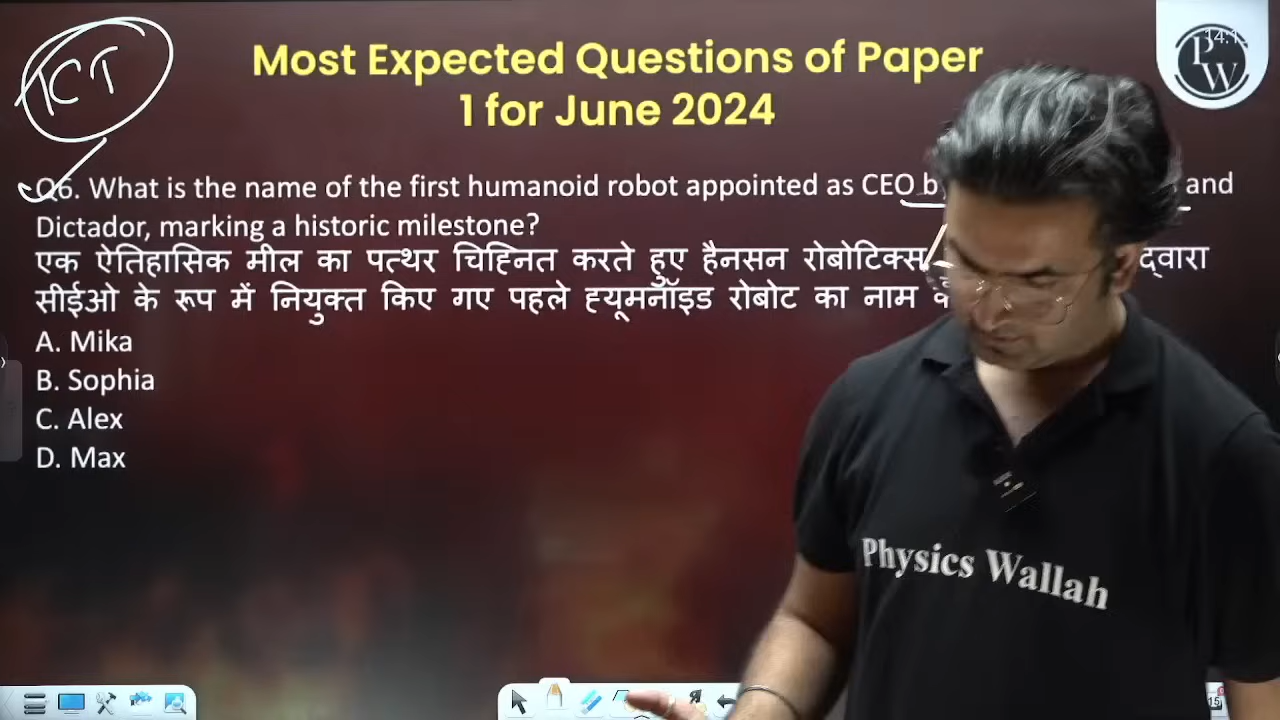 ICT
Most Expected Questions of Paper
1 for June 2024
PW
Q6. What is the name of the first humanoid robot appointed as CEO and
Dictador, marking a historic milestone?
एक ऐतिहासिक मील का पत्थर चिह्नित करते हुए हैनसन रोबोटिक्स द्वारा
सीईओ के रूप में नियुक्त किए गए पहले ह्यूमनॉइड रोबोट का नाम
A. Mika
B. Sophia
C. Alex
D. Max
Physics Wallah